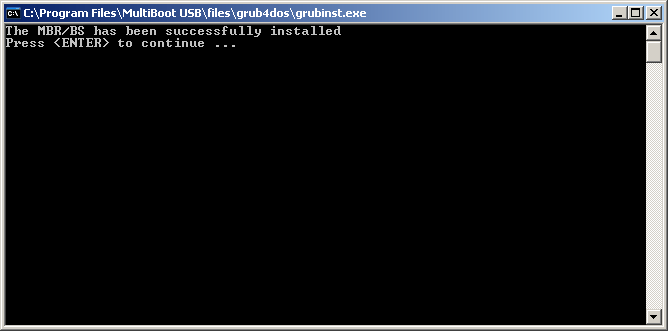 C:\Program Files\MultiBoot USB\files\grub4dos\grubinst.exe
The MBR/BS has been successfully installed
Press <ENTER> to continue ...